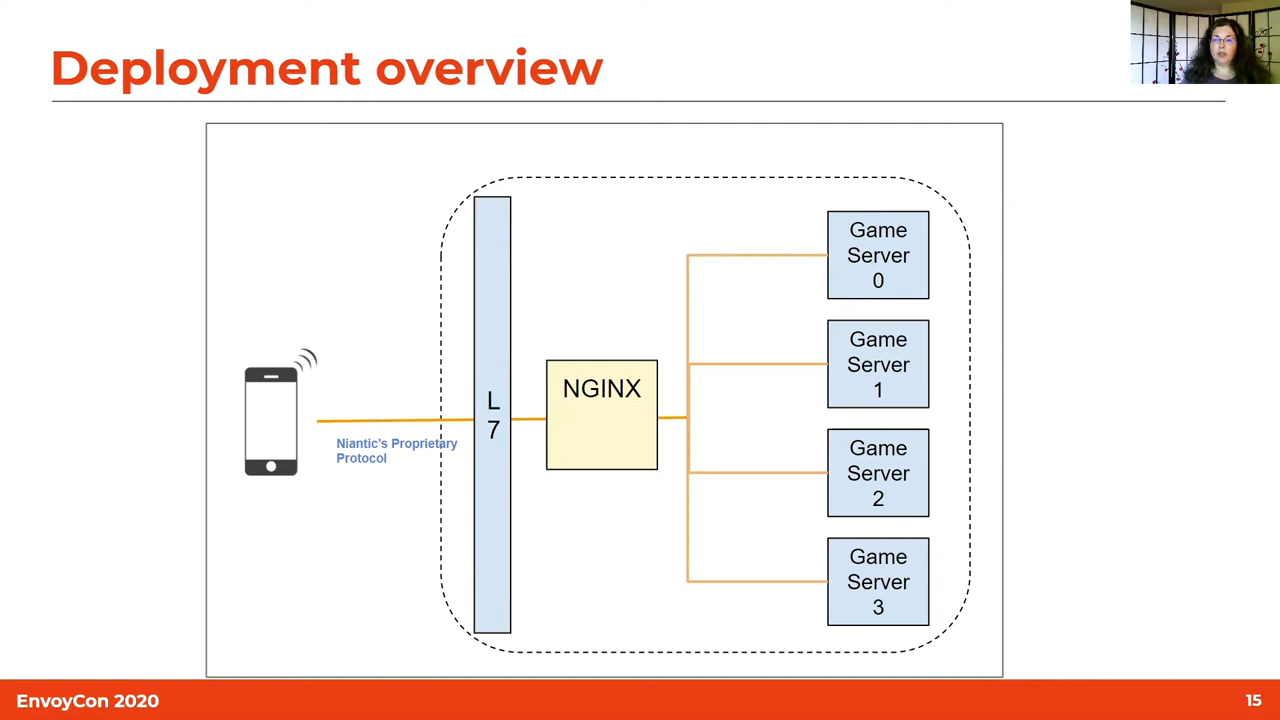 Deployment overview
Game
Server
0
Game
Server
1
NGINX
L
7
Niantic's Proprietary
Protocol
Game
Server
2
Game
Server
3
EnvoyCon 2020
15